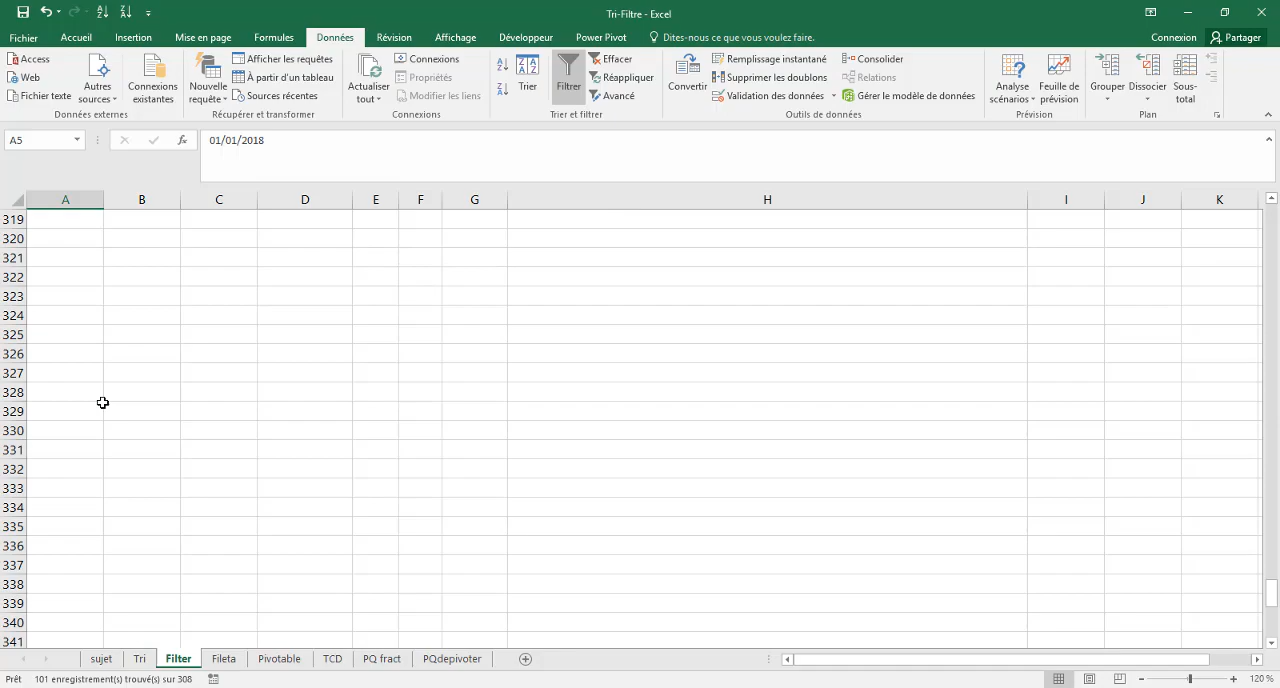 Tri-Filtre - Excel
Fichier Accueil Insertion Mise en page Formules Données Révision Affichage Développeur Power Pivot Dites-nous ce que vous voulez faire. Connexion Partager
Access
Web
Fichier texte
Autres sources
Connexions existantes
Données externes
Nouvelle requête
Afficher les requêtes
À partir d'un tableau
Sources récentes
Récupérer et transformer
Actualiser tout
Connexions
Propriétés
Modifier les liens
Connexions
Trier
Filtrer
Effacer
Réappliquer
Avancé
Trier et filtrer
Convertir
Remplissage instantané
Supprimer les doublons
Validation des données
Consolider
Relations
Gérer le modèle de données
Outils de données
Analyse scénarios
Feuille de prévision
Prévision
Grouper
Dissocier
Sous-total
Plan
A5 fx 01/01/2018
A B C D E F G H I J K
319
320
321
322
323
324
325
326
327
328
329
330
331
332
333
334
335
336
337
338
339
340
341
sujet Tri Filter Fileta Pivotable TCD PQ fract PQdepivoter
Prêt 101 enregistrement(s) trouvé(s) sur 308 120 %